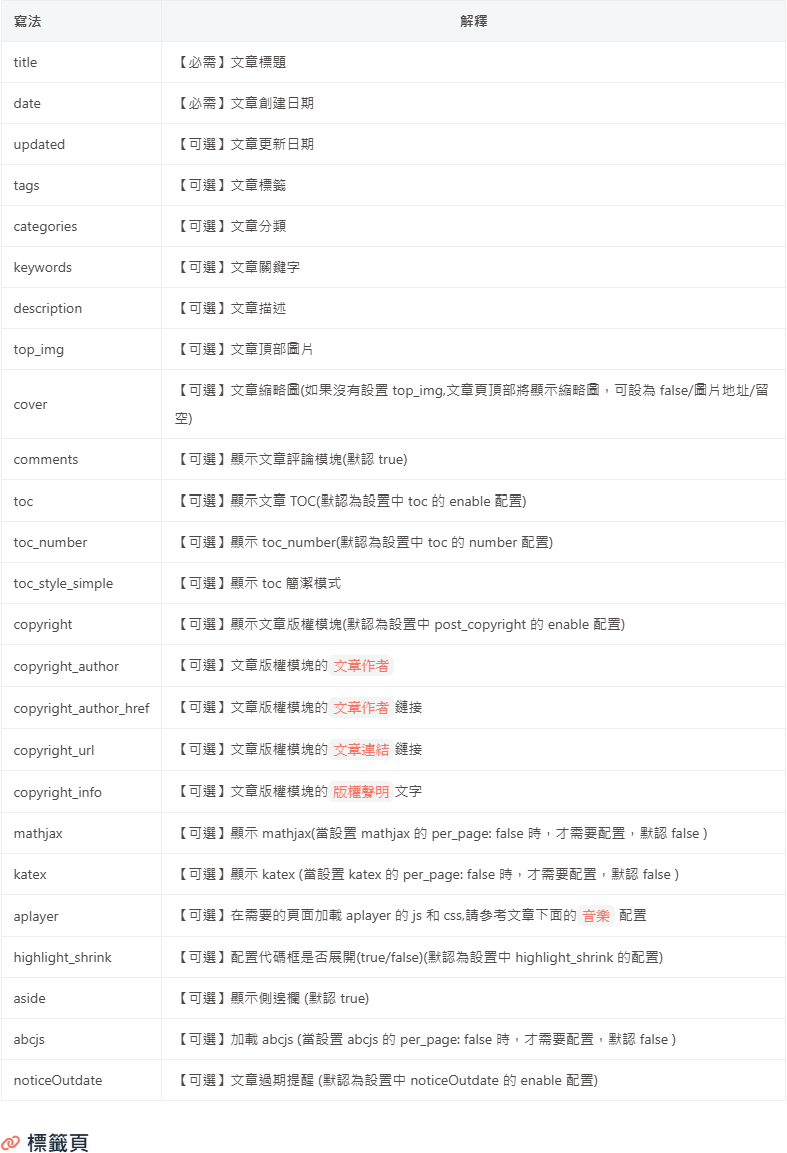 寫法 解釋
title 【必需】文章標題
date 【必需】文章創建日期
updated 【可選】文章更新日期
tags 【可選】文章標籤
categories 【可選】文章分類
keywords 【可選】文章關鍵字
description 【可選】文章描述
top_img 【可選】文章頂部圖片
cover 【可選】文章縮略圖(如果沒有設置 top_img,文章頁頂部將顯示縮略圖，可設為 false/圖片地址/留
空)
comments 【可選】顯示文章評論模塊(默認 true)
toc 【可選】顯示文章 TOC(默認為設置中 toc 的 enable 配置)
toc_number 【可選】顯示 toc_number(默認為設置中 toc 的 number 配置)
toc_style_simple 【可選】顯示 toc 簡潔模式
copyright 【可選】顯示文章版權模塊(默認為設置中 post_copyright 的 enable 配置)
copyright_author 【可選】文章版權模塊的 文章作者
copyright_author_href 【可選】文章版權模塊的 文章作者 鏈接
copyright_url 【可選】文章版權模塊的 文章連結 鏈接
copyright_info 【可選】文章版權模塊的 版權聲明 文字
mathjax 【可選】顯示 mathjax(當設置 mathjax 的 per_page: false 時，才需要配置，默認 false )
katex 【可選】顯示 katex (當設置 katex 的 per_page: false 時，才需要配置，默認 false )
aplayer 【可選】在需要的頁面加載 aplayer 的 js 和 css,請參考文章下面的 音樂 配置
highlight_shrink 【可選】配置代碼框是否展開(true/false)(默認為設置中 highlight_shrink 的配置)
aside 【可選】顯示側邊欄 (默認 true)
abcjs 【可選】加載 abcjs (當設置 abcjs 的 per_page: false 時，才需要配置，默認 false )
noticeOutdate 【可選】文章過期提醒 (默認為設置中 noticeOutdate 的 enable 配置)
標籤頁